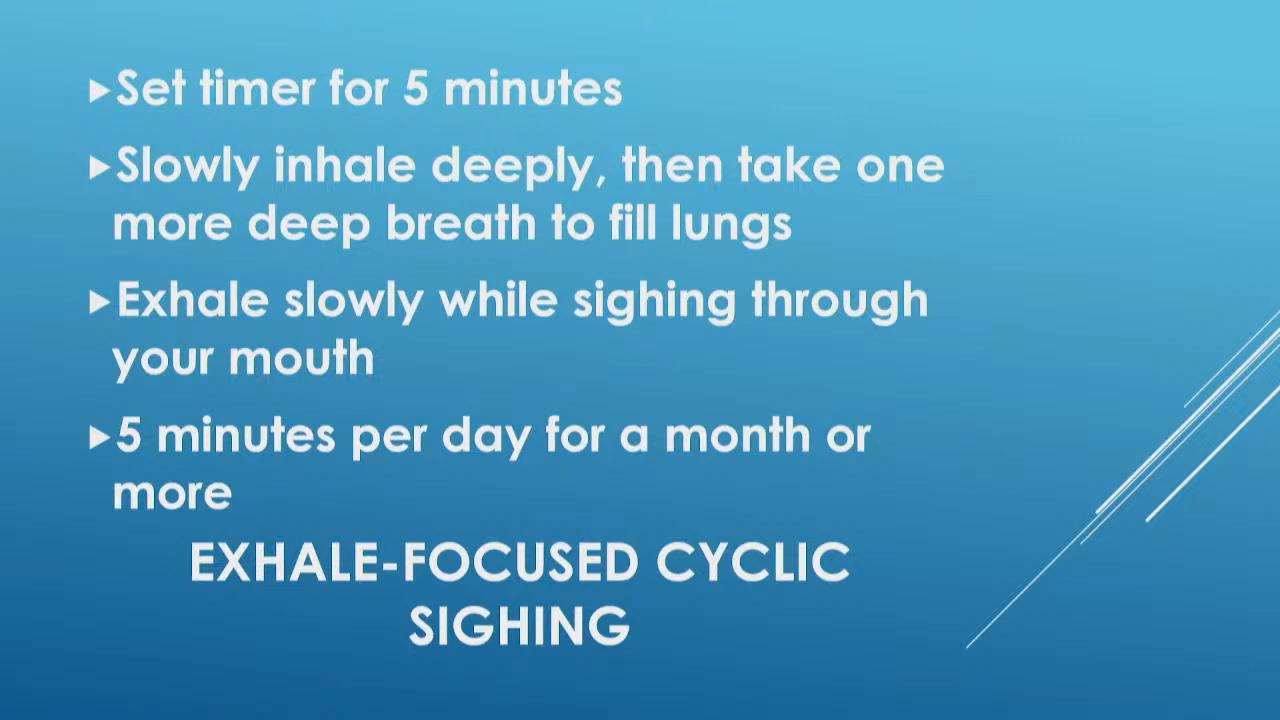 ▶Set timer for 5 minutes
▶Slowly inhale deeply, then take one
more deep breath to fill lungs
▶Exhale slowly while sighing through
your mouth
▶5 minutes per day for a month or
more
EXHALE-FOCUSED CYCLIC
SIGHING